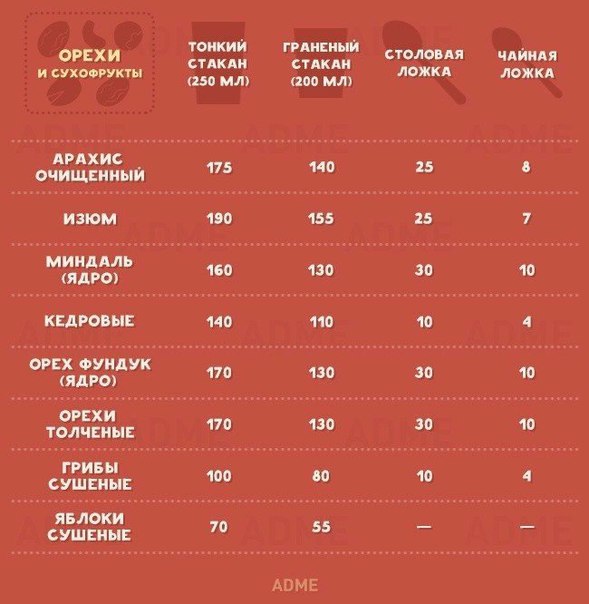 ОРЕХИ
И СУХОФРУКТЫ
ТОНКИЙ
СТАКАН
(250 МЛ)
ГРАНЕНЫЙ
СТАКАН
(200 МЛ)
СТОЛОВАЯ
ЛОЖКА
ЧАЙНАЯ
ЛОЖКА
АРАХИС
ОЧИЩЕННЫЙ
175 140 25 8
ИЗЮМ 190 155 25 7
МИНДАЛЬ
(ЯДРО)
160 130 30 10
КЕДРОВЫЕ 140 110 10 4
ОРЕХ ФУНДУК
(ЯДРО)
170 130 30 10
ОРЕХИ
ТОЛЧЕНЫЕ
170 130 30 10
ГРИБЫ
СУШЕНЫЕ
100 80 10 4
ЯБЛОКИ
СУШЕНЫЕ
70 55 — —
ADME